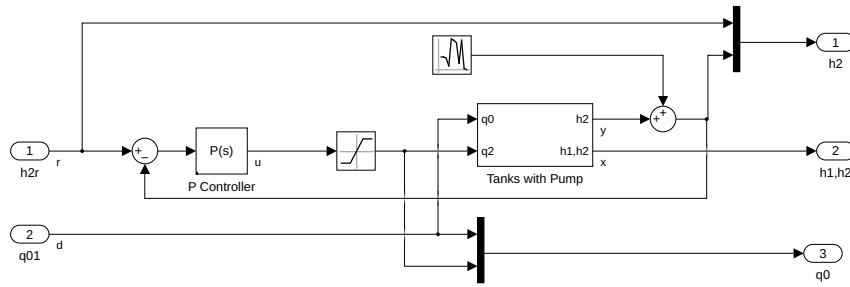 1
h2
h2
q0
y
1
r
P(s)
u
q2
h1,h2
x
2
h2r
P Controller
Tanks with Pump
h1,h2
2
d
q01
3
q0